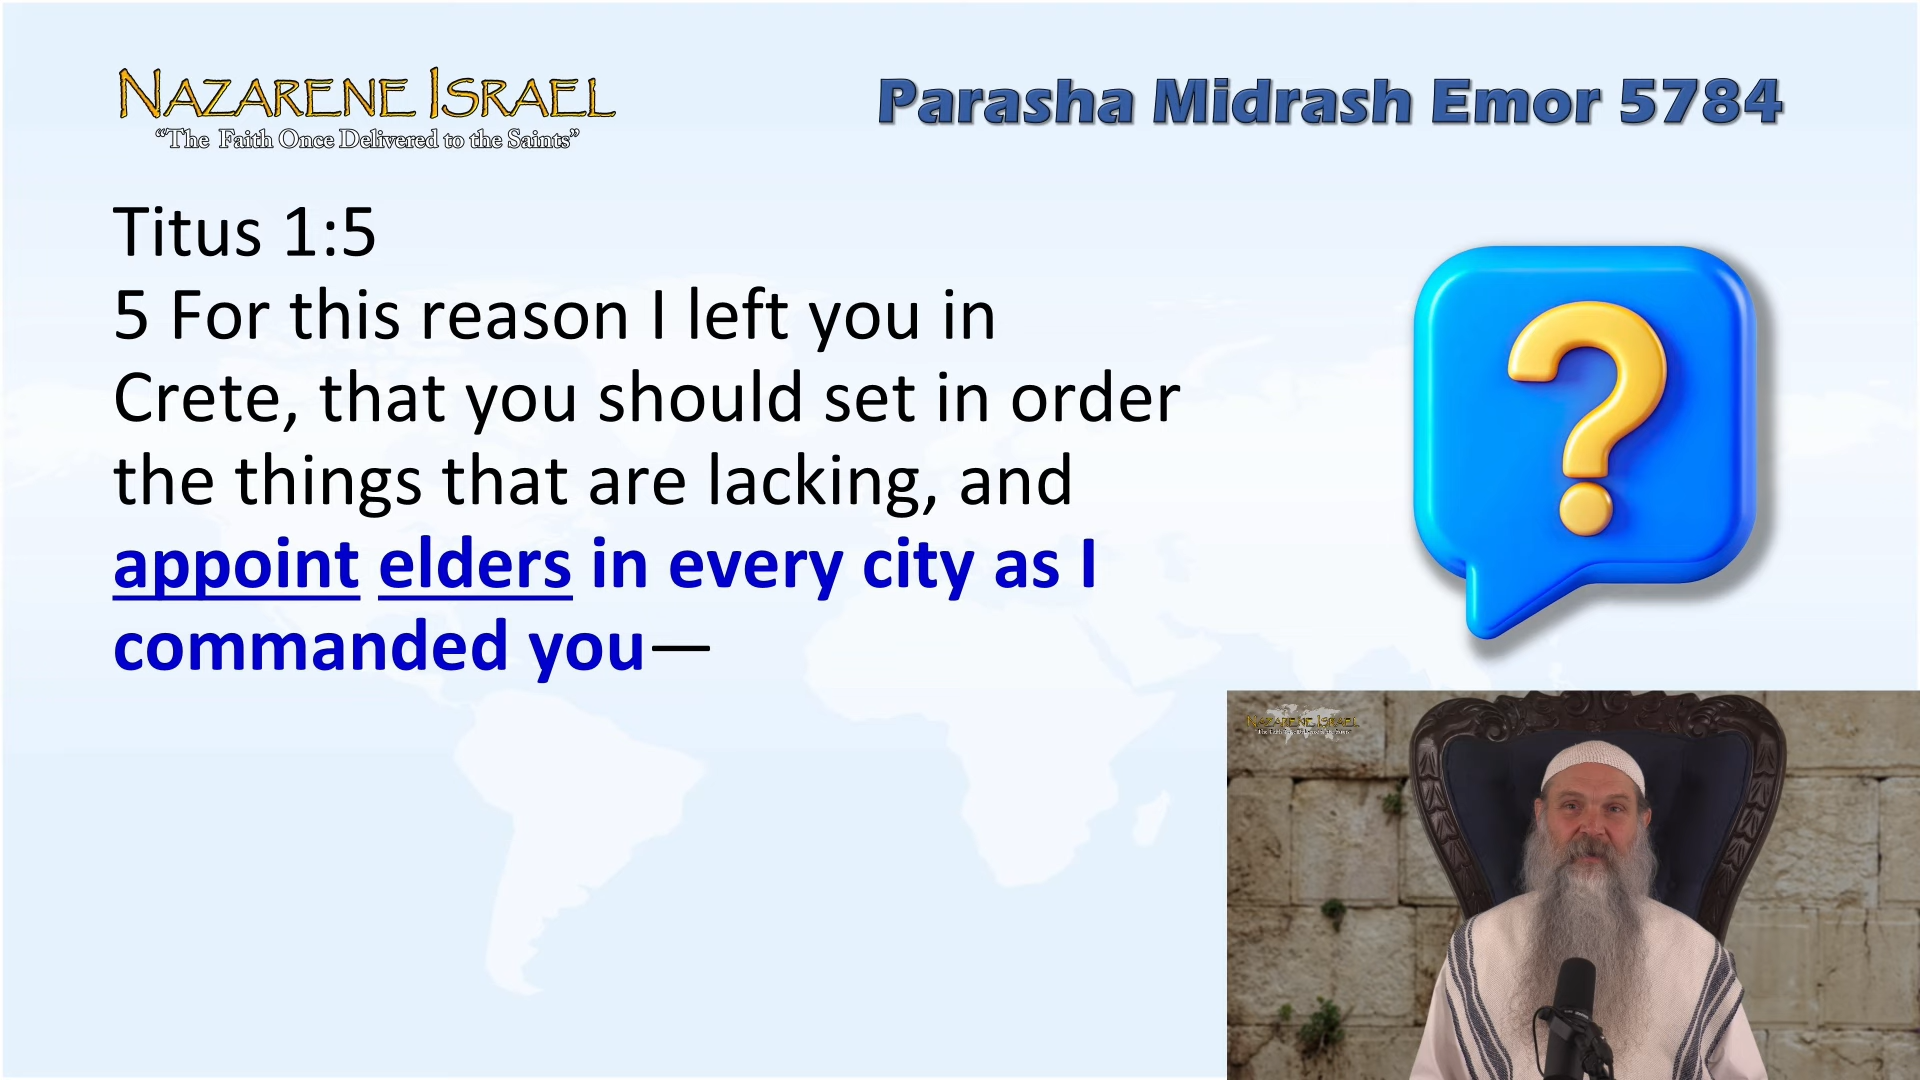 NAZARENE ISRAEL
“The Faith Once Delivered to the Saints”
Parasha Midrash Emor 5784
Titus 1:5
5 For this reason I left you in
Crete, that you should set in order
the things that are lacking, and
appoint elders in every city as I
commanded you—
?
NAZARENE ISRAEL